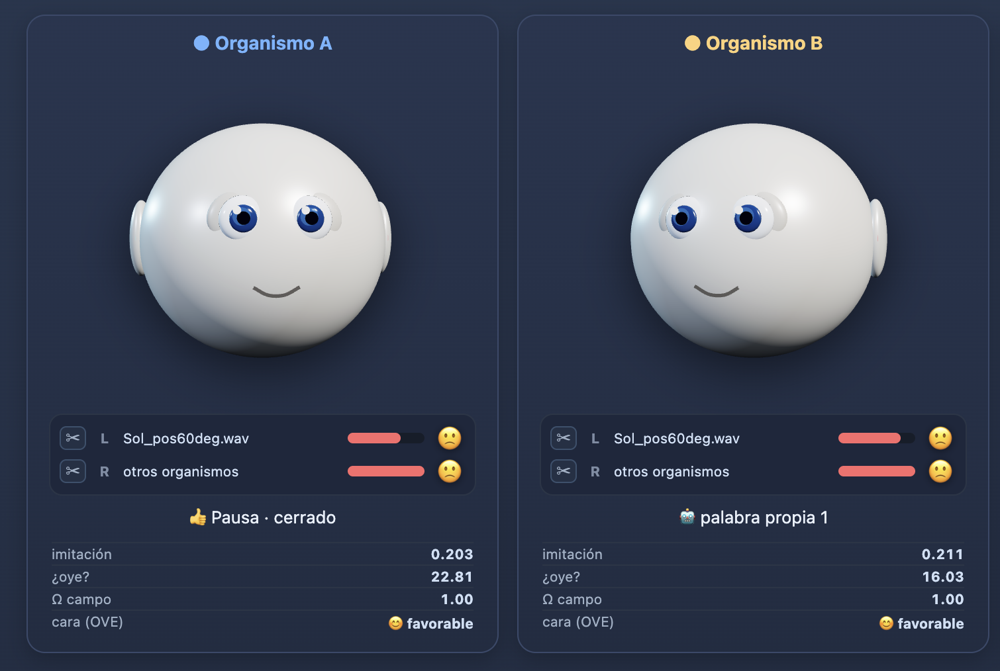 Organismo A
L Sol_pos60deg.wav
R otros organismos
Pausa · cerrado
imitación 0.203
¿oye? 22.81
Ω campo 1.00
cara (OVE) favorable
Organismo B
L Sol_pos60deg.wav
R otros organismos
palabra propia 1
imitación 0.211
¿oye? 16.03
Ω campo 1.00
cara (OVE) favorable